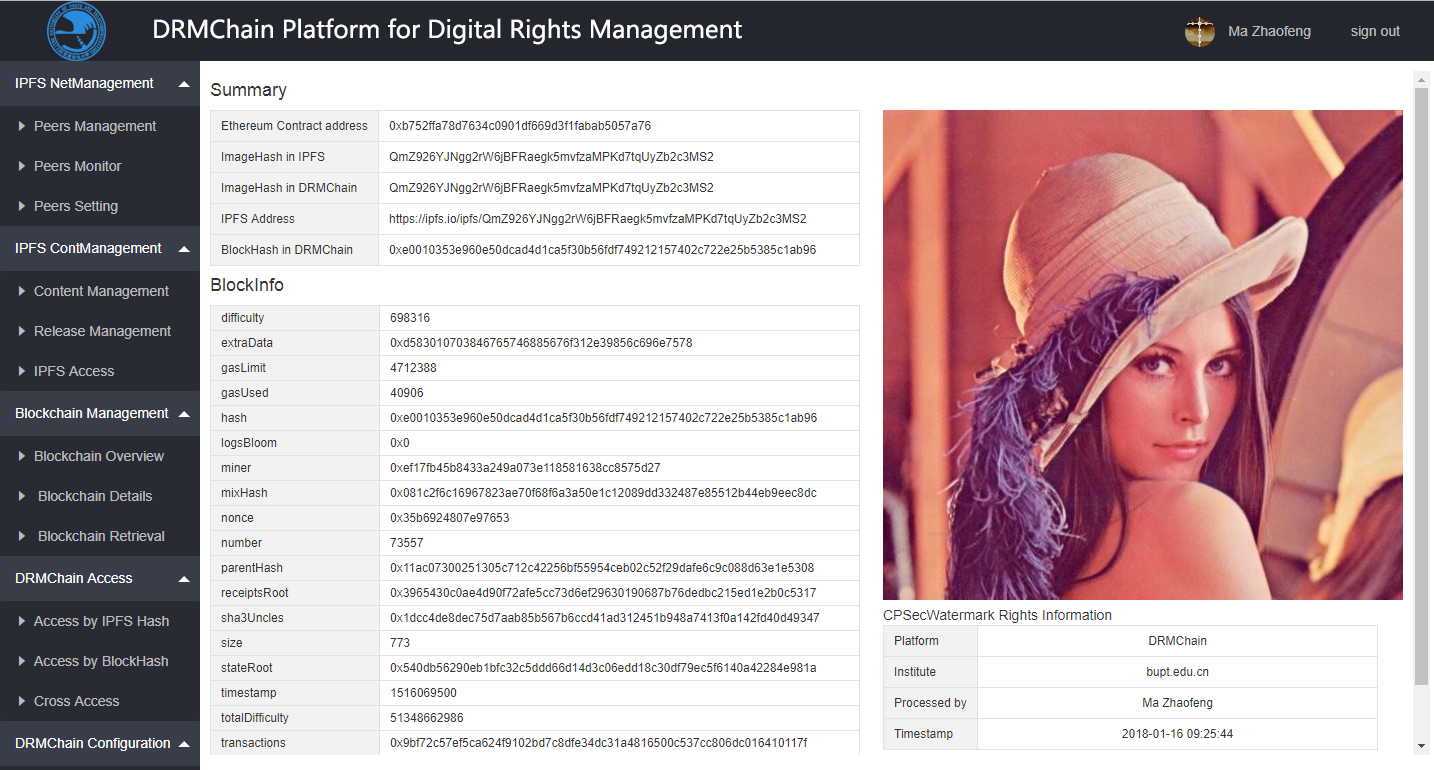 DRMChain Platform for Digital Rights Management
Ma Zhaofeng
sign out
IPFS NetManagement
Peers Management
Peers Monitor
Peers Setting
IPFS ContManagement
Content Management
Release Management
IPFS Access
Blockchain Management
Blockchain Overview
Blockchain Details
Blockchain Retrieval
DRMChain Access
Access by IPFS Hash
Access by BlockHash
Cross Access
DRMChain Configuration
Summary
Ethereum Contract address 0xb752ffa78d7634c0901df669d3f1fabab5057a76
ImageHash in IPFS QmZ926YJNgg2rW6jBFRaegk5mvfzaMPKd7tqUyZb2c3MS2
ImageHash in DRMChain QmZ926YJNgg2rW6jBFRaegk5mvfzaMPKd7tqUyZb2c3MS2
IPFS Address https://ipfs.io/ipfs/QmZ926YJNgg2rW6jBFRaegk5mvfzaMPKd7tqUyZb2c3MS2
BlockHash in DRMChain 0xe0010353e960e50dcad4d1ca5f30b56fdf749212157402c722e25b5385c1ab96
BlockInfo
difficulty 698316
extraData 0xd583010703846765746885676f312e39856c696e7578
gasLimit 4712388
gasUsed 40906
hash 0xe0010353e960e50dcad4d1ca5f30b56fdf749212157402c722e25b5385c1ab96
logsBloom 0x0
miner 0xef17fb45b8433a249a073e118581638cc8575d27
mixHash 0x081c2f6c16967823ae70f68f6a3a50e1c12089dd332487e85512b44eb9eec8dc
nonce 0x35b6924807e97653
number 73557
parentHash 0x11ac07300251305c712c42256bf55954ceb02c52f29dafe6c9c088d63e1e5308
receiptsRoot 0x3965430c0ae4d90f72afe5cc73d6ef29630190687b76dedbc215ed1e2b0c5317
sha3Uncles 0x1dcc4de8dec75d7aab85b567b6ccd41ad312451b948a7413f0a142fd40d49347
size 773
stateRoot 0x540db56290eb1bfc32c5ddd66d14d3c06edd18c30df79ec5f6140a42284e981a
timestamp 1516069500
totalDifficulty 51348662986
transactions 0x9bf72c57ef5ca624f9102bd7c8dfe34dc31a4816500c537cc806dc016410117f
CPSecWatermark Rights Information
Platform DRMChain
Institute bupt.edu.cn
Processed by Ma Zhaofeng
Timestamp 2018-01-16 09:25:44